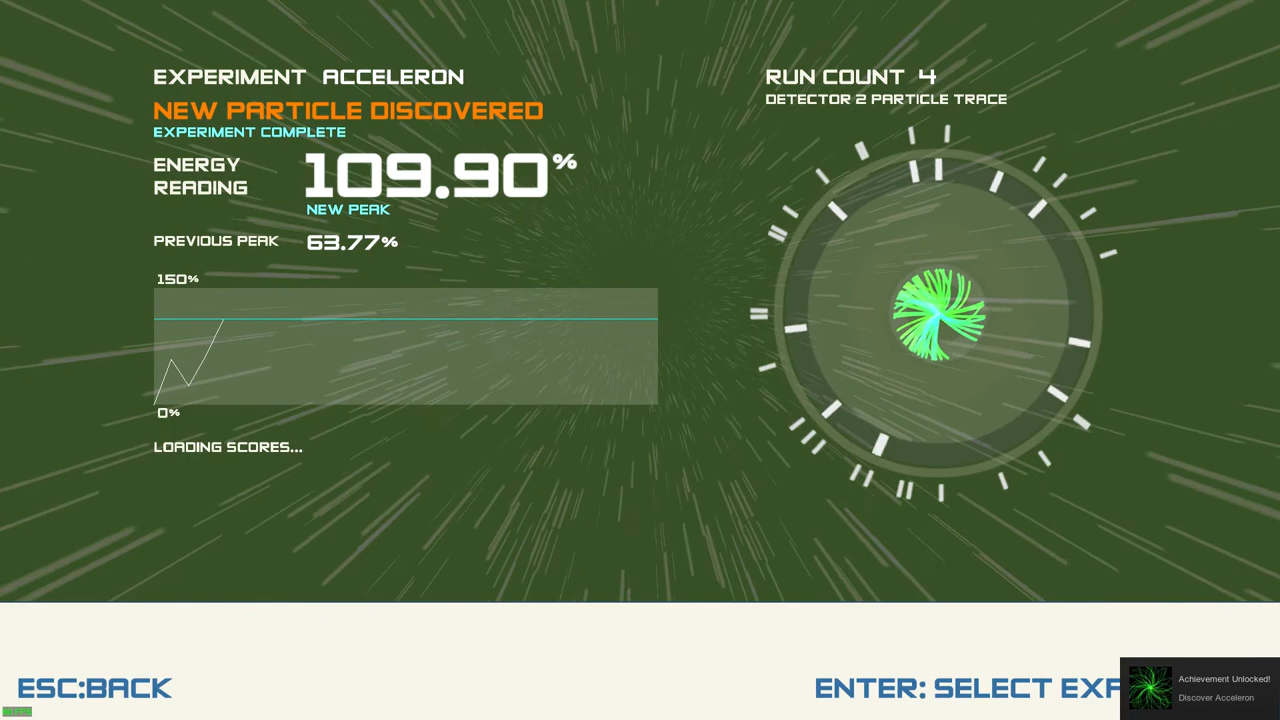 EXPERIMENT ACCELERON
NEW PARTICLE DISCOVERED
EXPERIMENT COMPLETE
ENERGY
READING
109.90%
NEW PEAK
PREVIOUS PEAK 63.77%
150%
0%
LOADING SCORES...
RUN COUNT 4
DETECTOR 2 PARTICLE TRACE
ESC:BACK
ENTER: SELECT
Achievement Unlocked!
Discover Acceleron